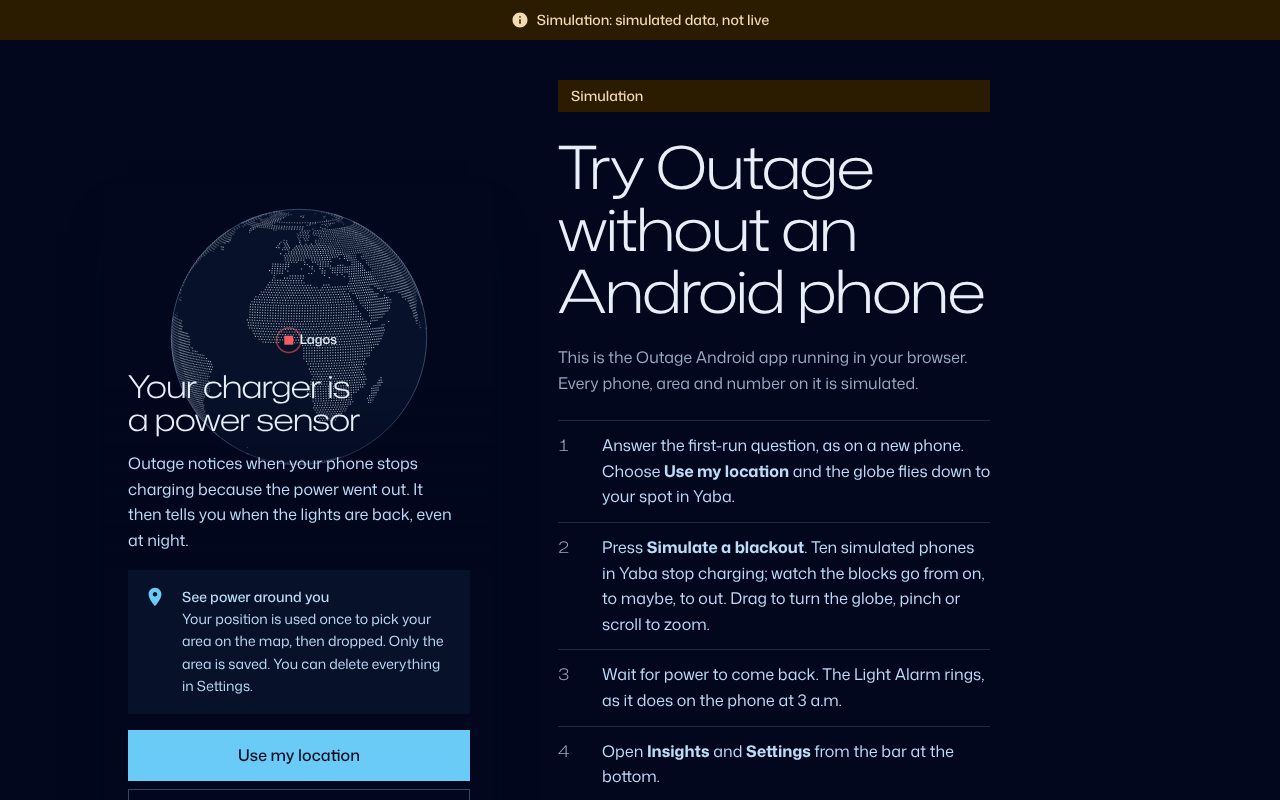 Simulation: simulated data, not live
Lagos
Your charger is
a power sensor
Outage notices when your phone stops
charging because the power went out. It
then tells you when the lights are back, even
at night.
See power around you
Your position is used once to pick your
area on the map, then dropped. Only the
area is saved. You can delete everything
in Settings.
Use my location
Simulation
Try Outage
without an
Android phone
This is the Outage Android app running in your browser.
Every phone, area and number on it is simulated.
1 Answer the first-run question, as on a new phone.
Choose Use my location and the globe flies down to
your spot in Yaba.
2 Press Simulate a blackout. Ten simulated phones
in Yaba stop charging; watch the blocks go from on,
to maybe, to out. Drag to turn the globe, pinch or
scroll to zoom.
3 Wait for power to come back. The Light Alarm rings,
as it does on the phone at 3 a.m.
4 Open Insights and Settings from the bar at the
bottom.